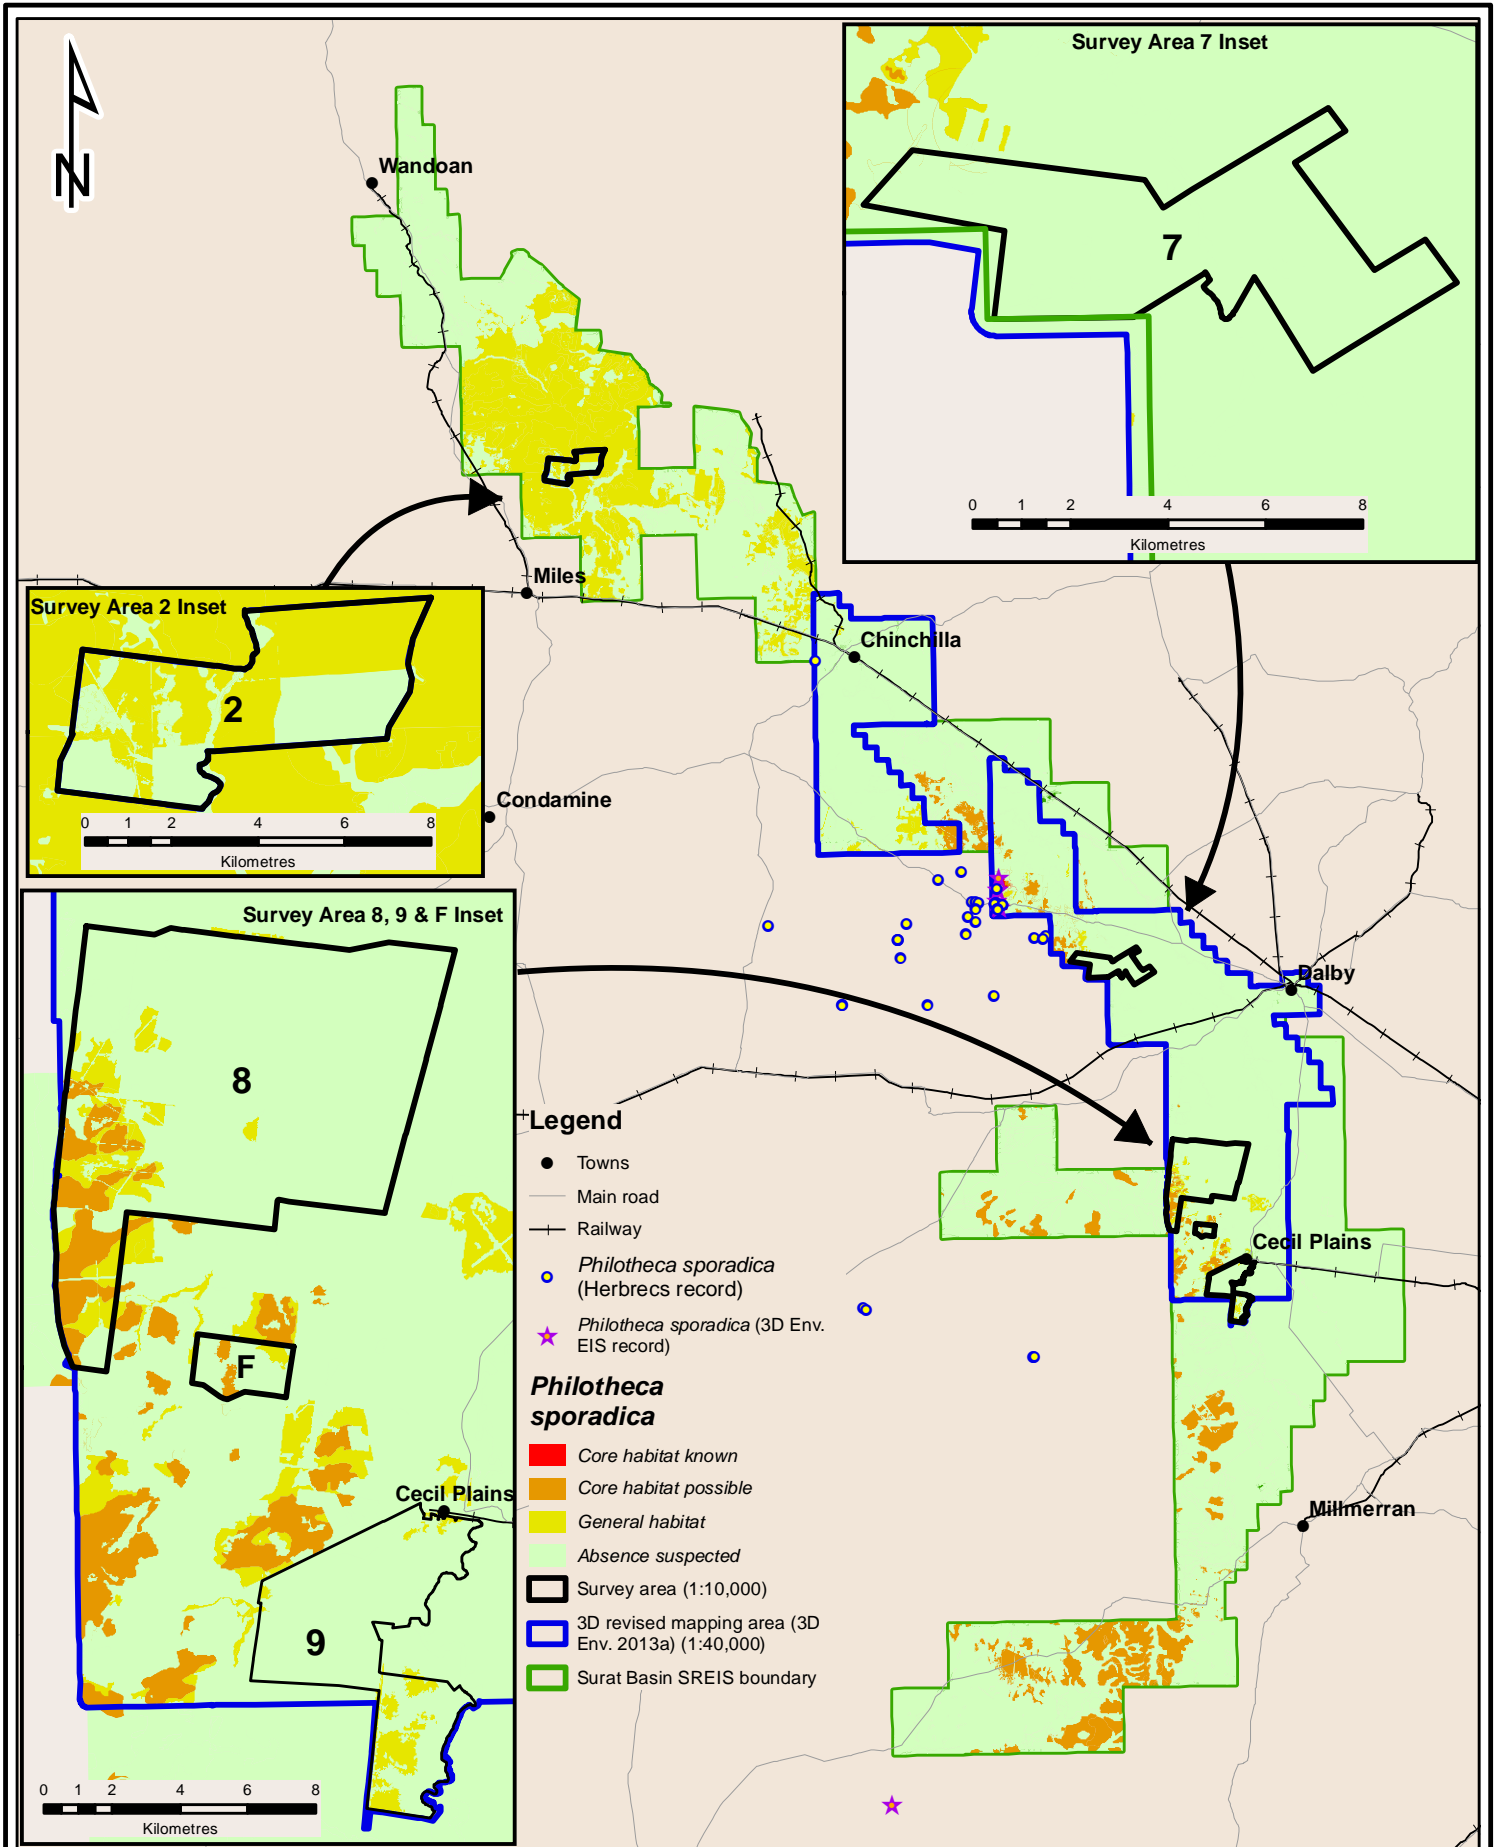 Survey Area 7 Inset
N
Wandoan
7
0 1 2 4 6 8
Kilometres
Miles
Survey Area 2 Inset
2
0 1 2 4 6 8
Kilometres
Chinchilla
Condamine
Survey Area 8, 9 & F Inset
8
F
Cecil Plains
9
0 1 2 4 6 8
Kilometres
Dalby
Cecil Plains
Millmerran
Legend
Towns
Main road
Railway
Philotheca sporadica
(Herbrecs record)
Philotheca sporadica (3D Env.
EIS record)
Philotheca
sporadica
Core habitat known
Core habitat possible
General habitat
Absence suspected
Survey area (1:10,000)
3D revised mapping area (3D
Env. 2013a) (1:40,000)
Surat Basin SREIS boundary